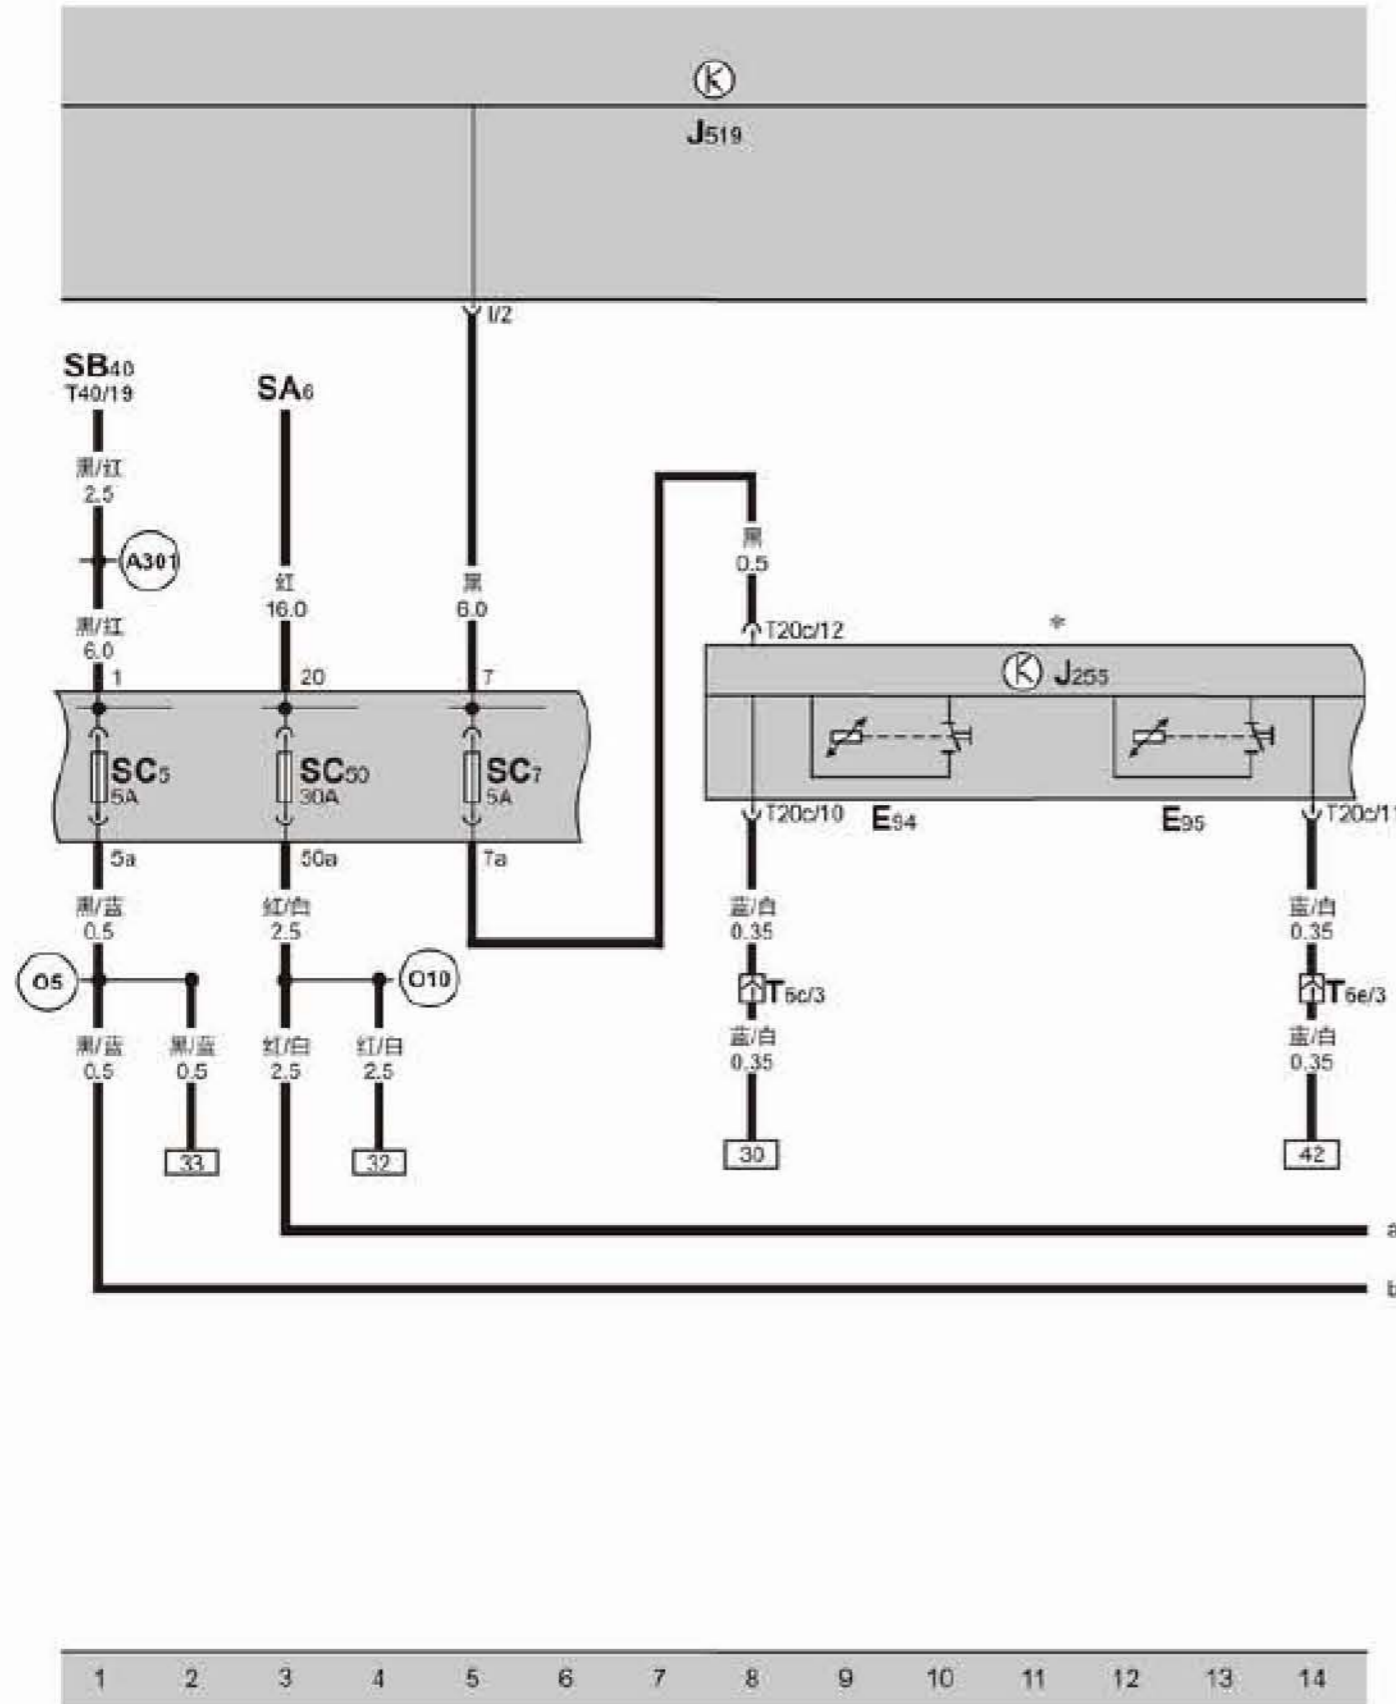 K
J519
I/2
SB40
T40/19
SA6
黑/红
2.5
A301
黑/红
6.0
红
16.0
黑
6.0
黑
0.5
T20c/12
*
1
20
7
K J255
SC5
5A
SC50
30A
SC7
5A
T20c/10
E94
E95
T20c/11
5a
50a
7a
黑/蓝
0.5
红/白
2.5
蓝/白
0.35
蓝/白
0.35
O5
O10
T6c/3
T6e/3
黑/蓝
0.5
黑/蓝
0.5
红/白
2.5
红/白
2.5
蓝/白
0.35
蓝/白
0.35
33
32
30
42
a
b
1 2 3 4 5 6 7 8 9 10 11 12 13 14